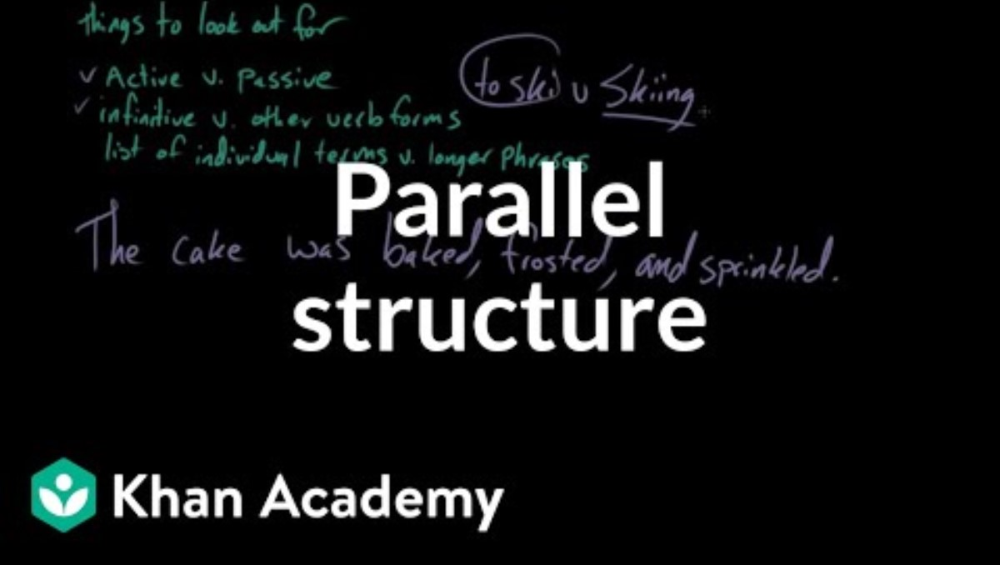 things to look out for
✓ Active v. Passive
to ski v Skiing
✓ infinitive v. other verb forms
list of individual terms v. longer phrases
Parallel
The cake was baked, frosted, and sprinkled.
structure
Khan Academy